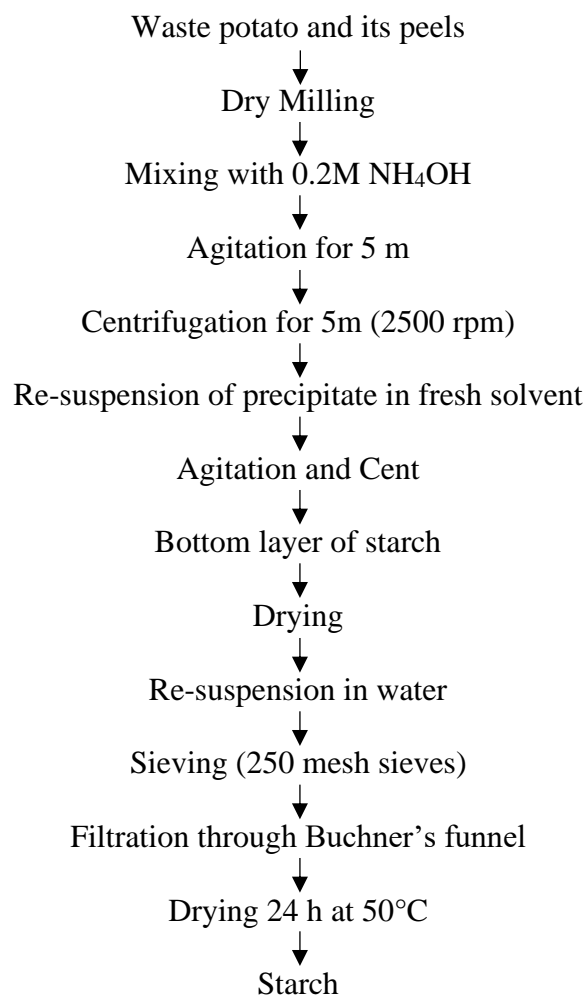 Waste potato and its peels
Dry Milling
Mixing with 0.2M NH₄OH
Agitation for 5 m
Centrifugation for 5m (2500 rpm)
Re-suspension of precipitate in fresh solvent
Agitation and Cent
Bottom layer of starch
Drying
Re-suspension in water
Sieving (250 mesh sieves)
Filtration through Buchner’s funnel
Drying 24 h at 50°C
Starch